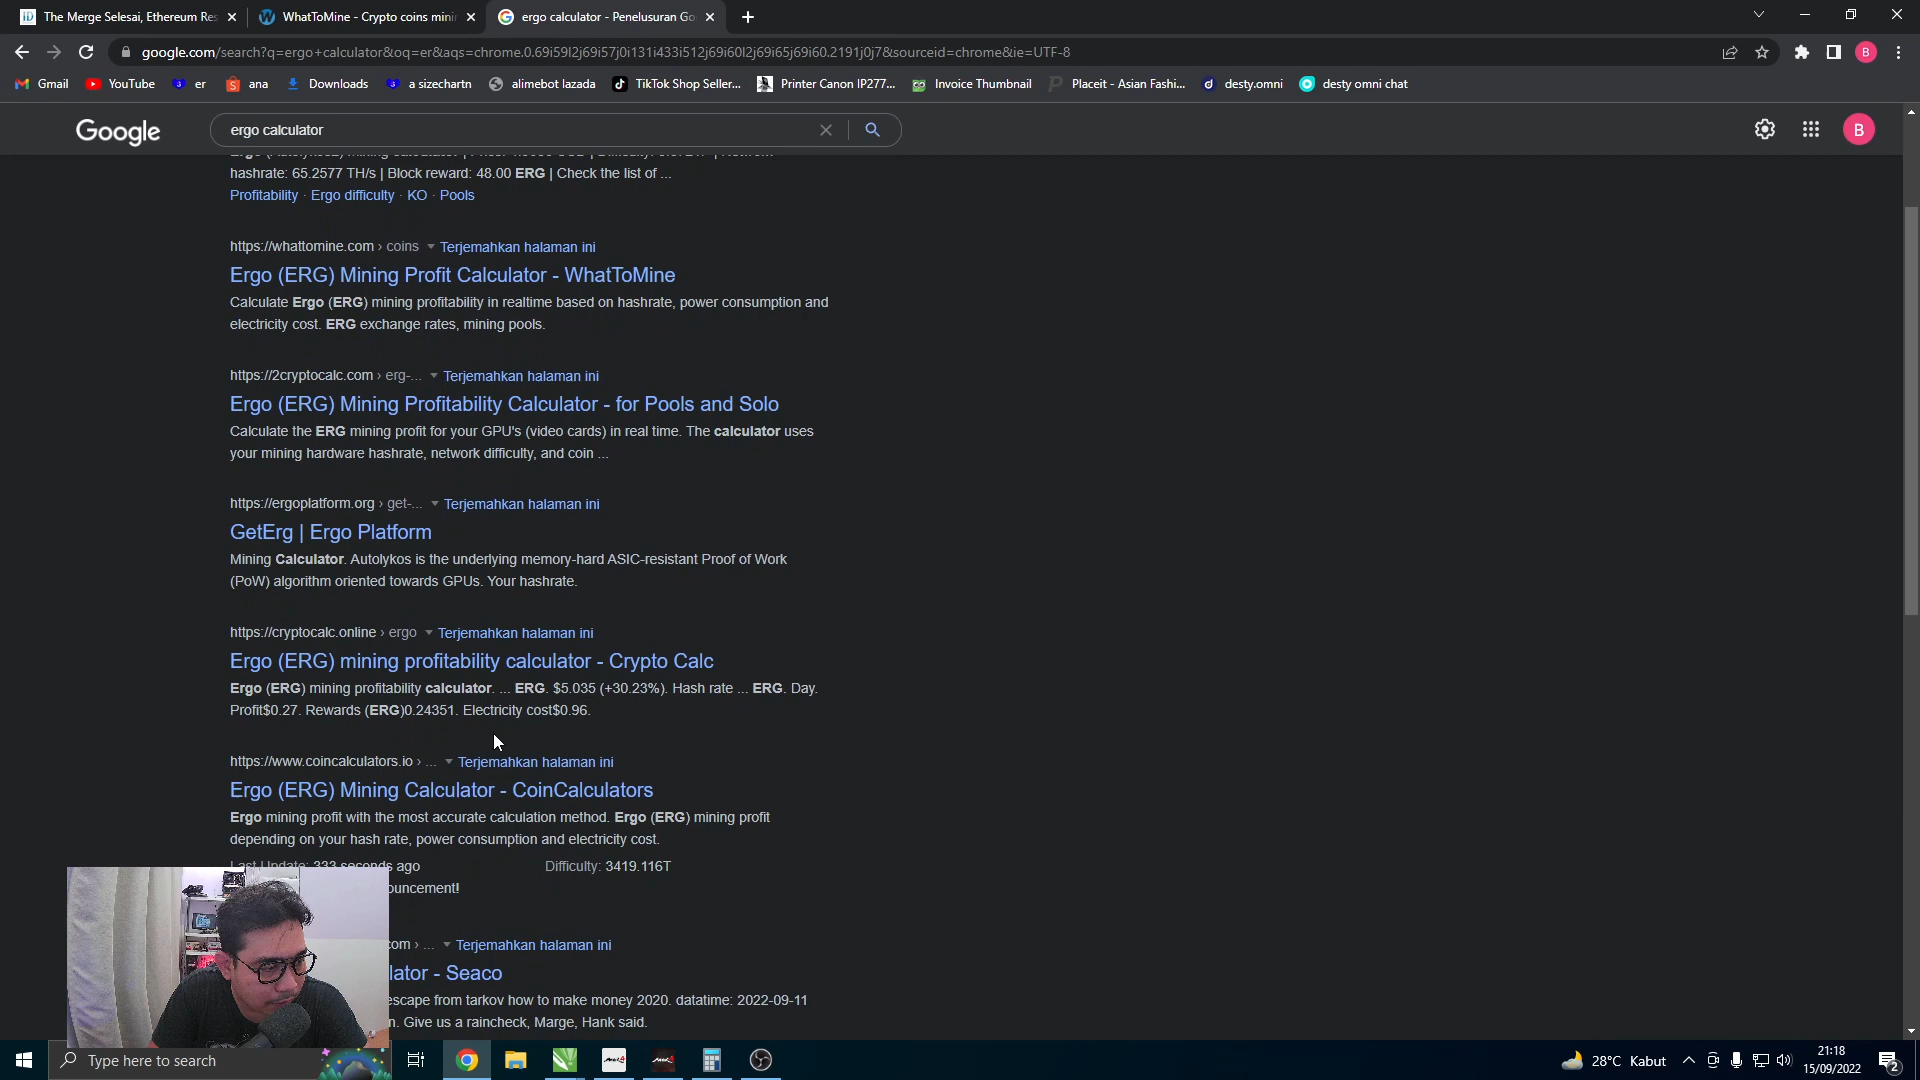 The Merge Selesai, Ethereum Res
WhatToMine - Crypto coins mini
ergo calculator - Penelusuran Go
google.com/search?q=ergo+calculator&oq=er&aqs=chrome.0.69i59l2j69i57j0i131i433i512j69i60l2j69i65j69i60.2191j0j7&sourceid=chrome&ie=UTF-8
B
Gmail
YouTube
er
ana
Downloads
a sizechartn
alimebot lazada
TikTok Shop Seller...
Printer Canon IP277...
Invoice Thumbnail
Placeit - Asian Fashi...
desty.omni
desty omni chat
Google
ergo calculator
B
hashrate: 65.2577 TH/s | Block reward: 48.00 ERG | Check the list of ...
Profitability · Ergo difficulty · KO · Pools
https://whattomine.com › coins
Terjemahkan halaman ini
Ergo (ERG) Mining Profit Calculator - WhatToMine
Calculate Ergo (ERG) mining profitability in realtime based on hashrate, power consumption and
electricity cost. ERG exchange rates, mining pools.
https://2cryptocalc.com › erg-...
Terjemahkan halaman ini
Ergo (ERG) Mining Profitability Calculator - for Pools and Solo
Calculate the ERG mining profit for your GPU's (video cards) in real time. The calculator uses
your mining hardware hashrate, network difficulty, and coin ...
https://ergoplatform.org › get-...
Terjemahkan halaman ini
GetErg | Ergo Platform
Mining Calculator. Autolykos is the underlying memory-hard ASIC-resistant Proof of Work
(PoW) algorithm oriented towards GPUs. Your hashrate.
https://cryptocalc.online › ergo
Terjemahkan halaman ini
Ergo (ERG) mining profitability calculator - Crypto Calc
Ergo (ERG) mining profitability calculator. ... ERG. $5.035 (+30.23%). Hash rate ... ERG. Day.
Profit$0.27. Rewards (ERG)0.24351. Electricity cost$0.96.
https://www.coincalculators.io › ...
Terjemahkan halaman ini
Ergo (ERG) Mining Calculator - CoinCalculators
Ergo mining profit with the most accurate calculation method. Ergo (ERG) mining profit
depending on your hash rate, power consumption and electricity cost.
Last Update: 333 seconds ago
Difficulty: 3419.116T
ouncement!
com › ...
Terjemahkan halaman ini
lator - Seaco
escape from tarkov how to make money 2020. datatime: 2022-09-11
n. Give us a raincheck, Marge, Hank said.
Type here to search
28°C Kabut
21:18
15/09/2022
2